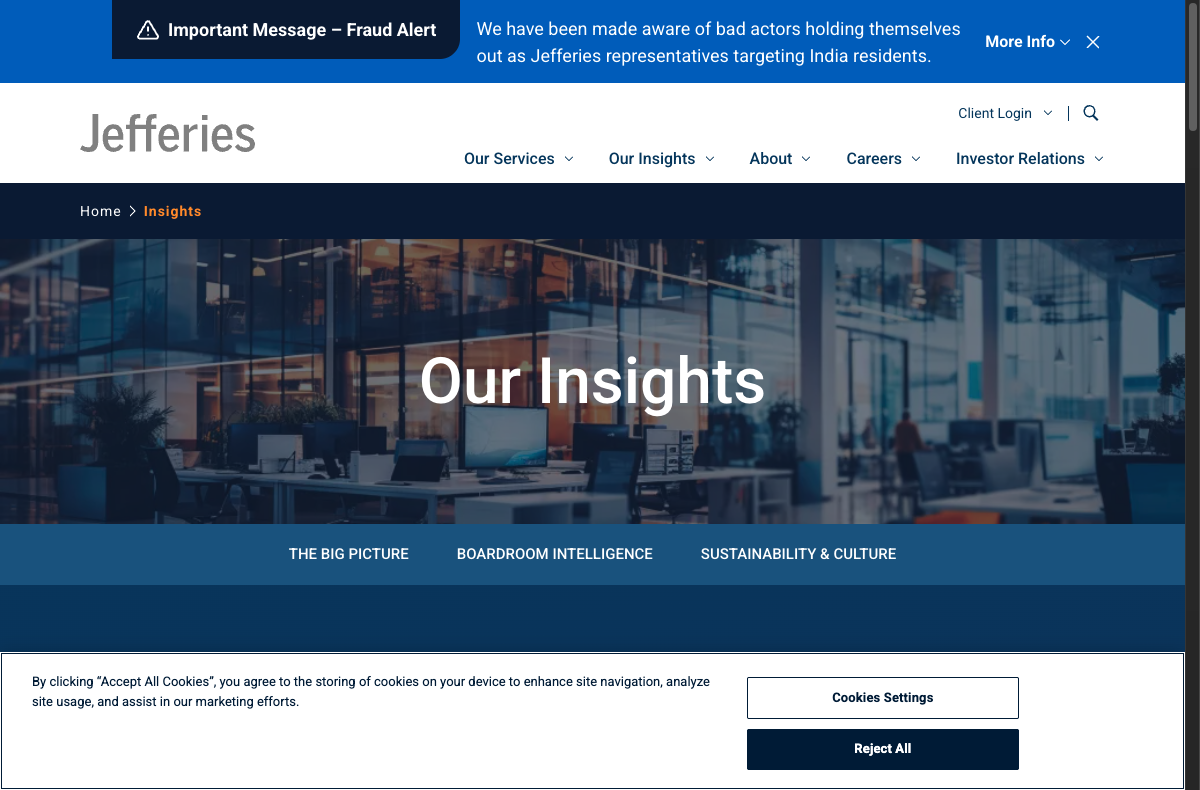 Important Message – Fraud Alert
We have been made aware of bad actors holding themselves
out as Jefferies representatives targeting India residents.
More Info
Jefferies
Client Login
Our Services
Our Insights
About
Careers
Investor Relations
Home
Insights
Our Insights
THE BIG PICTURE
BOARDROOM INTELLIGENCE
SUSTAINABILITY & CULTURE
By clicking “Accept All Cookies”, you agree to the storing of cookies on your device to enhance site navigation, analyze
site usage, and assist in our marketing efforts.
Cookies Settings
Reject All